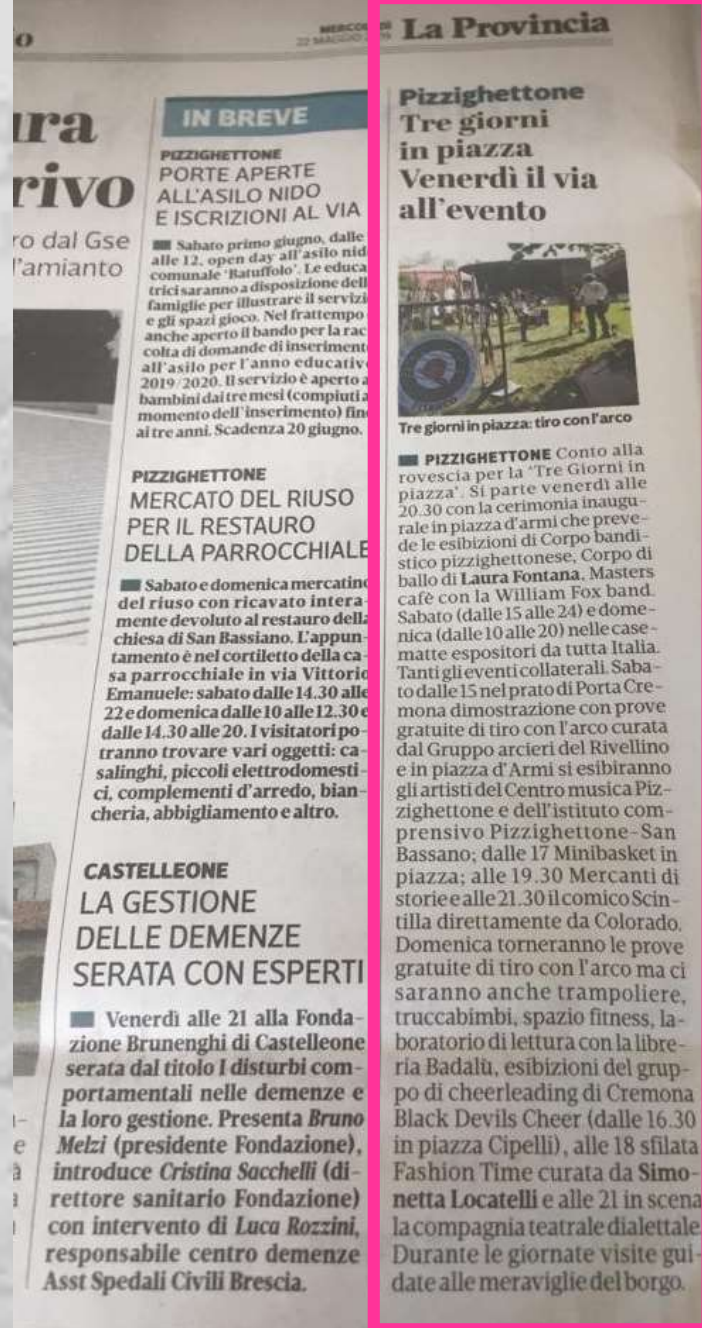 o
MERCOLEDÌ
22 MAGGIO
La Provincia
ura
rivo
ro dal Gse
l'amianto
IN BREVE
PIZZIGHETTONE
PORTE APERTE
ALL'ASILO NIDO
E ISCRIZIONI AL VIA
Sabato primo giugno, dalle
alle 12, open day all'asilo nid
comunale 'Batuffolo'. Le educa
trici saranno a disposizione dell
famiglie per illustrare il servizi
e gli spazi gioco. Nel frattempo
anche aperto il bando per la rac
colta di domande di inseriment
all'asilo per l'anno educativ
2019/2020. Il servizio è aperto a
bambini dai tre mesi (compiuti a
momento dell'inserimento) fin
ai tre anni. Scadenza 20 giugno.
PIZZIGHETTONE
MERCATO DEL RIUSO
PER IL RESTAURO
DELLA PARROCCHIALE
Sabato e domenica mercatino
del riuso con ricavato intera-
mente devoluto al restauro della
chiesa di San Bassiano. L'appun-
tamento è nel cortiletto della ca-
sa parrocchiale in via Vittorio
Emanuele: sabato dalle 14.30 alle
22 e domenica dalle 10 alle 12.30 e
dalle 14.30 alle 20. I visitatori po-
tranno trovare vari oggetti: ca-
salinghi, piccoli elettrodomesti-
ci, complementi d'arredo, bian-
cheria, abbigliamento e altro.
CASTELLEONE
LA GESTIONE
DELLE DEMENZE
SERATA CON ESPERTI
Venerdì alle 21 alla Fonda-
zione Brunenghi di Castelleone
serata dal titolo I disturbi com-
portamentali nelle demenze e
la loro gestione. Presenta Bruno
Melzi (presidente Fondazione),
introduce Cristina Sacchelli (di-
rettore sanitario Fondazione)
con intervento di Luca Rozzini,
responsabile centro demenze
Asst Spedali Civili Brescia.
Pizzighettone
Tre giorni
in piazza
Venerdì il via
all'evento
Tre giorni in piazza: tiro con l'arco
PIZZIGHETTONE Conto alla
rovescia per la 'Tre Giorni in
piazza'. Si parte venerdì alle
20.30 con la cerimonia inaugu-
rale in piazza d'armi che preve-
de le esibizioni di Corpo bandi-
stico pizzighettonese, Corpo di
ballo di Laura Fontana, Masters
cafè con la William Fox band.
Sabato (dalle 15 alle 24) e dome-
nica (dalle 10 alle 20) nelle case-
matte espositori da tutta Italia.
Tanti gli eventi collaterali. Saba-
to dalle 15 nel prato di Porta Cre-
mona dimostrazione con prove
gratuite di tiro con l'arco curata
dal Gruppo arcieri del Rivellino
e in piazza d'Armi si esibiranno
gli artisti del Centro musica Piz-
zighettone e dell'istituto com-
prensivo Pizzighettone-San
Bassano; dalle 17 Minibasket in
piazza; alle 19.30 Mercanti di
storie e alle 21.30 il comico Scin-
tilla direttamente da Colorado.
Domenica torneranno le prove
gratuite di tiro con l'arco ma ci
saranno anche trampoliere,
truccabimbi, spazio fitness, la-
boratorio di lettura con la libre-
ria Badalù, esibizioni del grup-
po di cheerleading di Cremona
Black Devils Cheer (dalle 16.30
in piazza Cipelli), alle 18 sfilata
Fashion Time curata da Simo-
netta Locatelli e alle 21 in scena
la compagnia teatrale dialettale.
Durante le giornate visite gui-
date alle meraviglie del borgo.